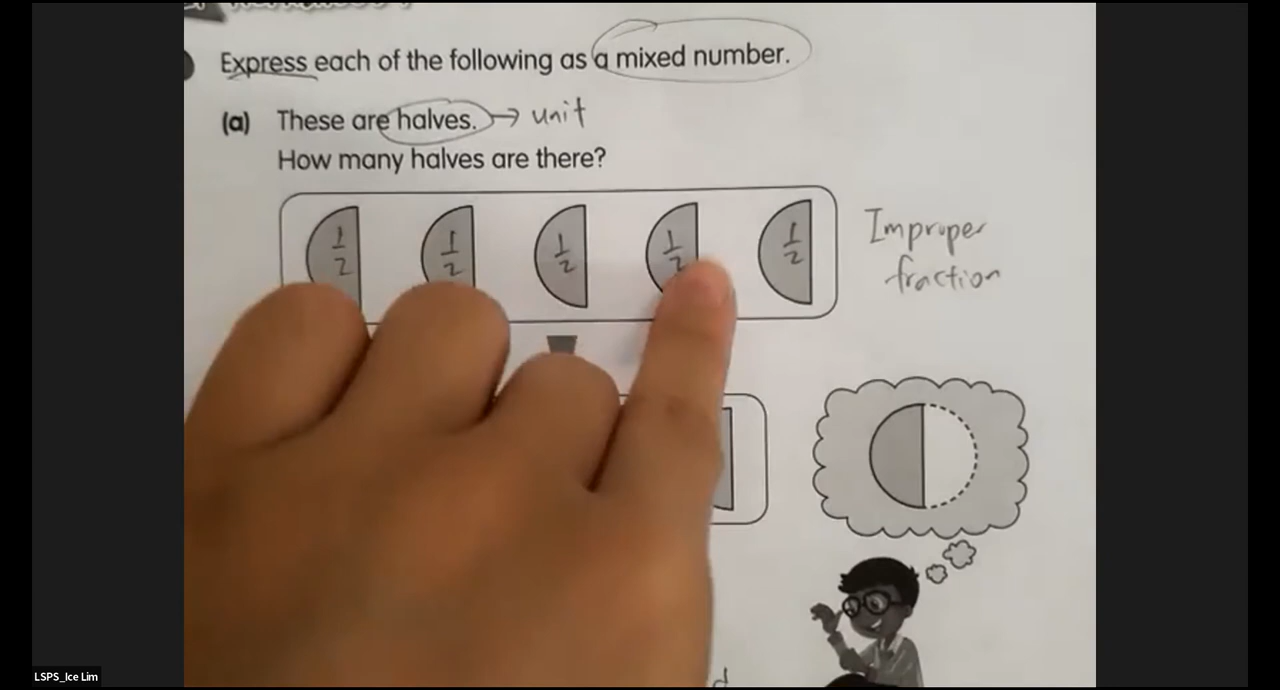 Express each of the following as a mixed number.
(a) These are halves. → unit
How many halves are there?
1/2 1/2 1/2 1/2 1/2
Improper
fraction
LSPS_Ice Lim